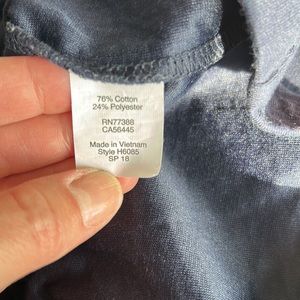 76% Cotton
24% Polyester
RN77388
CA56445
Made in Vietnam
Style H6085
SP 18